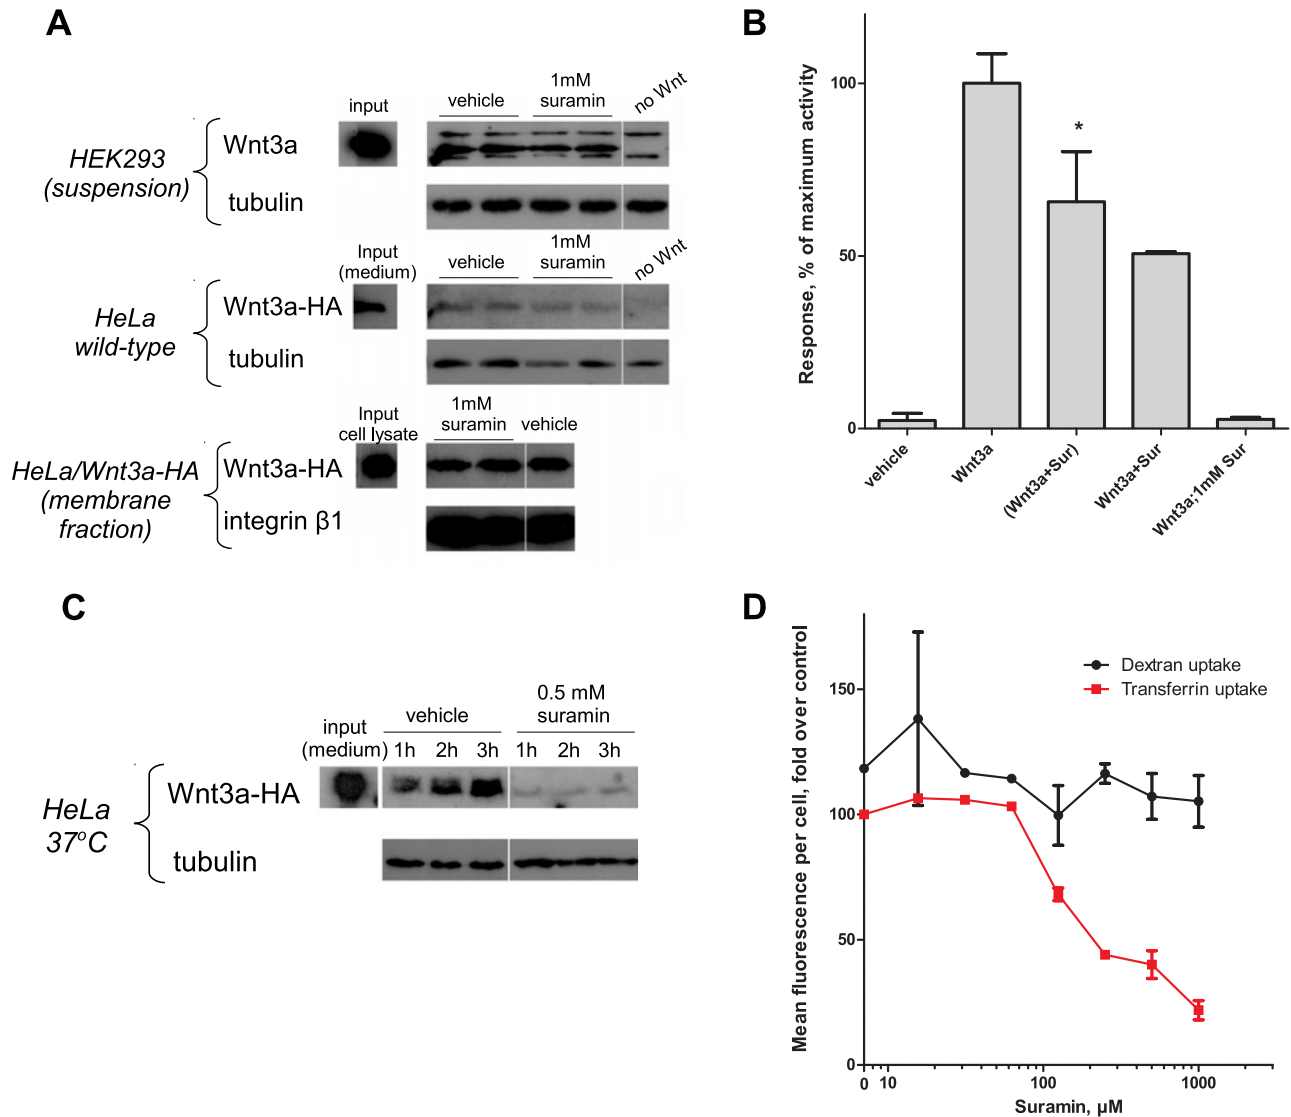 A
input
vehicle
1mM
suramin
no Wnt
HEK293
(suspension)
Wnt3a
tubulin
Input
(medium)
vehicle
1mM
suramin
no Wnt
HeLa
wild-type
Wnt3a-HA
tubulin
Input
cell lysate
1mM
suramin
vehicle
HeLa/Wnt3a-HA
(membrane
fraction)
Wnt3a-HA
integrin β1
B
Response, % of maximum activity
100
50
0
*
vehicle
Wnt3a
(Wnt3a+Sur)
Wnt3a+Sur
Wnt3a;1mM Sur
C
input
(medium)
vehicle
0.5 mM
suramin
1h 2h 3h 1h 2h 3h
HeLa
37°C
Wnt3a-HA
tubulin
D
Mean fluorescence per cell, fold over control
150
100
50
0
Dextran uptake
Transferrin uptake
0 10 100 1000
Suramin, µM